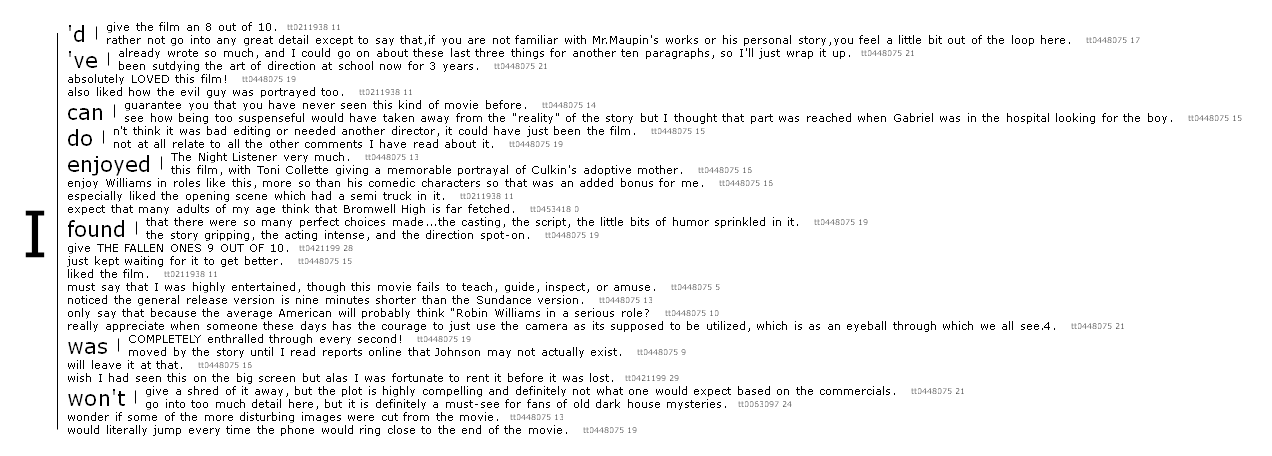 I
'd
give the film an 8 out of 10. tt0211938 11
rather not go into any great detail except to say that,if you are not familiar with Mr.Maupin's works or his personal story,you feel a little bit out of the loop here. tt0448075 17
've
already wrote so much, and I could go on about these last three things for another ten paragraphs, so I'll just wrap it up. tt0448075 21
been sutdying the art of direction at school now for 3 years. tt0448075 21
absolutely LOVED this film! tt0448075 19
also liked how the evil guy was portrayed too. tt0211938 11
can
guarantee you that you have never seen this kind of movie before. tt0448075 14
see how being too suspenseful would have taken away from the "reality" of the story but I thought that part was reached when Gabriel was in the hospital looking for the boy. tt0448075 15
do
n't think it was bad editing or needed another director, it could have just been the film. tt0448075 15
not at all relate to all the other comments I have read about it. tt0448075 19
enjoyed
The Night Listener very much. tt0448075 13
this film, with Toni Collette giving a memorable portrayal of Culkin's adoptive mother. tt0448075 16
enjoy Williams in roles like this, more so than his comedic characters so that was an added bonus for me. tt0448075 16
especially liked the opening scene which had a semi truck in it. tt0211938 11
expect that many adults of my age think that Bromwell High is far fetched. tt0453418 0
found
that there were so many perfect choices made...the casting, the script, the little bits of humor sprinkled in it. tt0448075 19
the story gripping, the acting intense, and the direction spot-on. tt0448075 19
give THE FALLEN ONES 9 OUT OF 10. tt0421199 28
just kept waiting for it to get better. tt0448075 15
liked the film. tt0211938 11
must say that I was highly entertained, though this movie fails to teach, guide, inspect, or amuse. tt0448075 5
noticed the general release version is nine minutes shorter than the Sundance version. tt0448075 13
only say that because the average American will probably think "Robin Williams in a serious role? tt0448075 10
really appreciate when someone these days has the courage to just use the camera as its supposed to be utilized, which is as an eyeball through which we all see.4. tt0448075 21
was
COMPLETELY enthralled through every second! tt0448075 19
moved by the story until I read reports online that Johnson may not actually exist. tt0448075 9
will leave it at that. tt0448075 16
wish I had seen this on the big screen but alas I was fortunate to rent it before it was lost. tt0421199 29
won't
give a shred of it away, but the plot is highly compelling and definitely not what one would expect based on the commercials. tt0448075 21
go into too much detail here, but it is definitely a must-see for fans of old dark house mysteries. tt0063097 24
wonder if some of the more disturbing images were cut from the movie. tt0448075 13
would literally jump every time the phone would ring close to the end of the movie. tt0448075 19